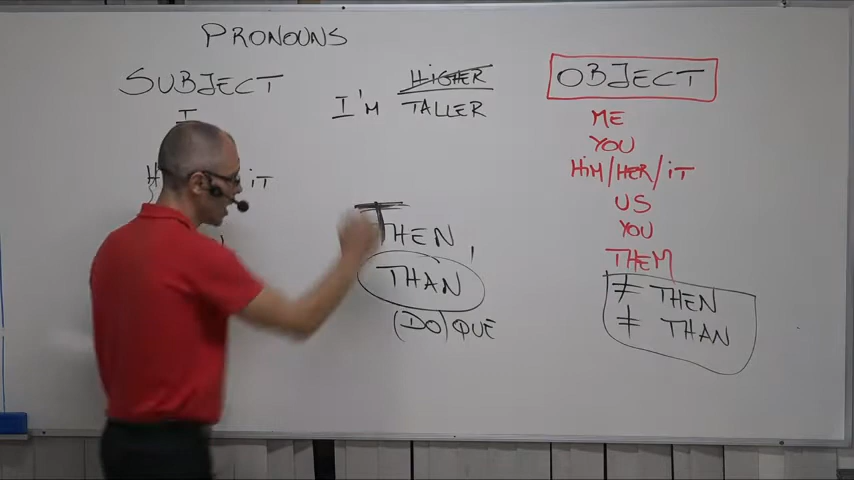 PRONOUNS
SUBJECT
I
H
iT
HiGHER
I'M TALLER
THEN,
THAN
(DO) QUE
OBJECT
ME
YOU
HiM/HER/iT
US
YOU
THEM
≠ THEN
≠ THAN